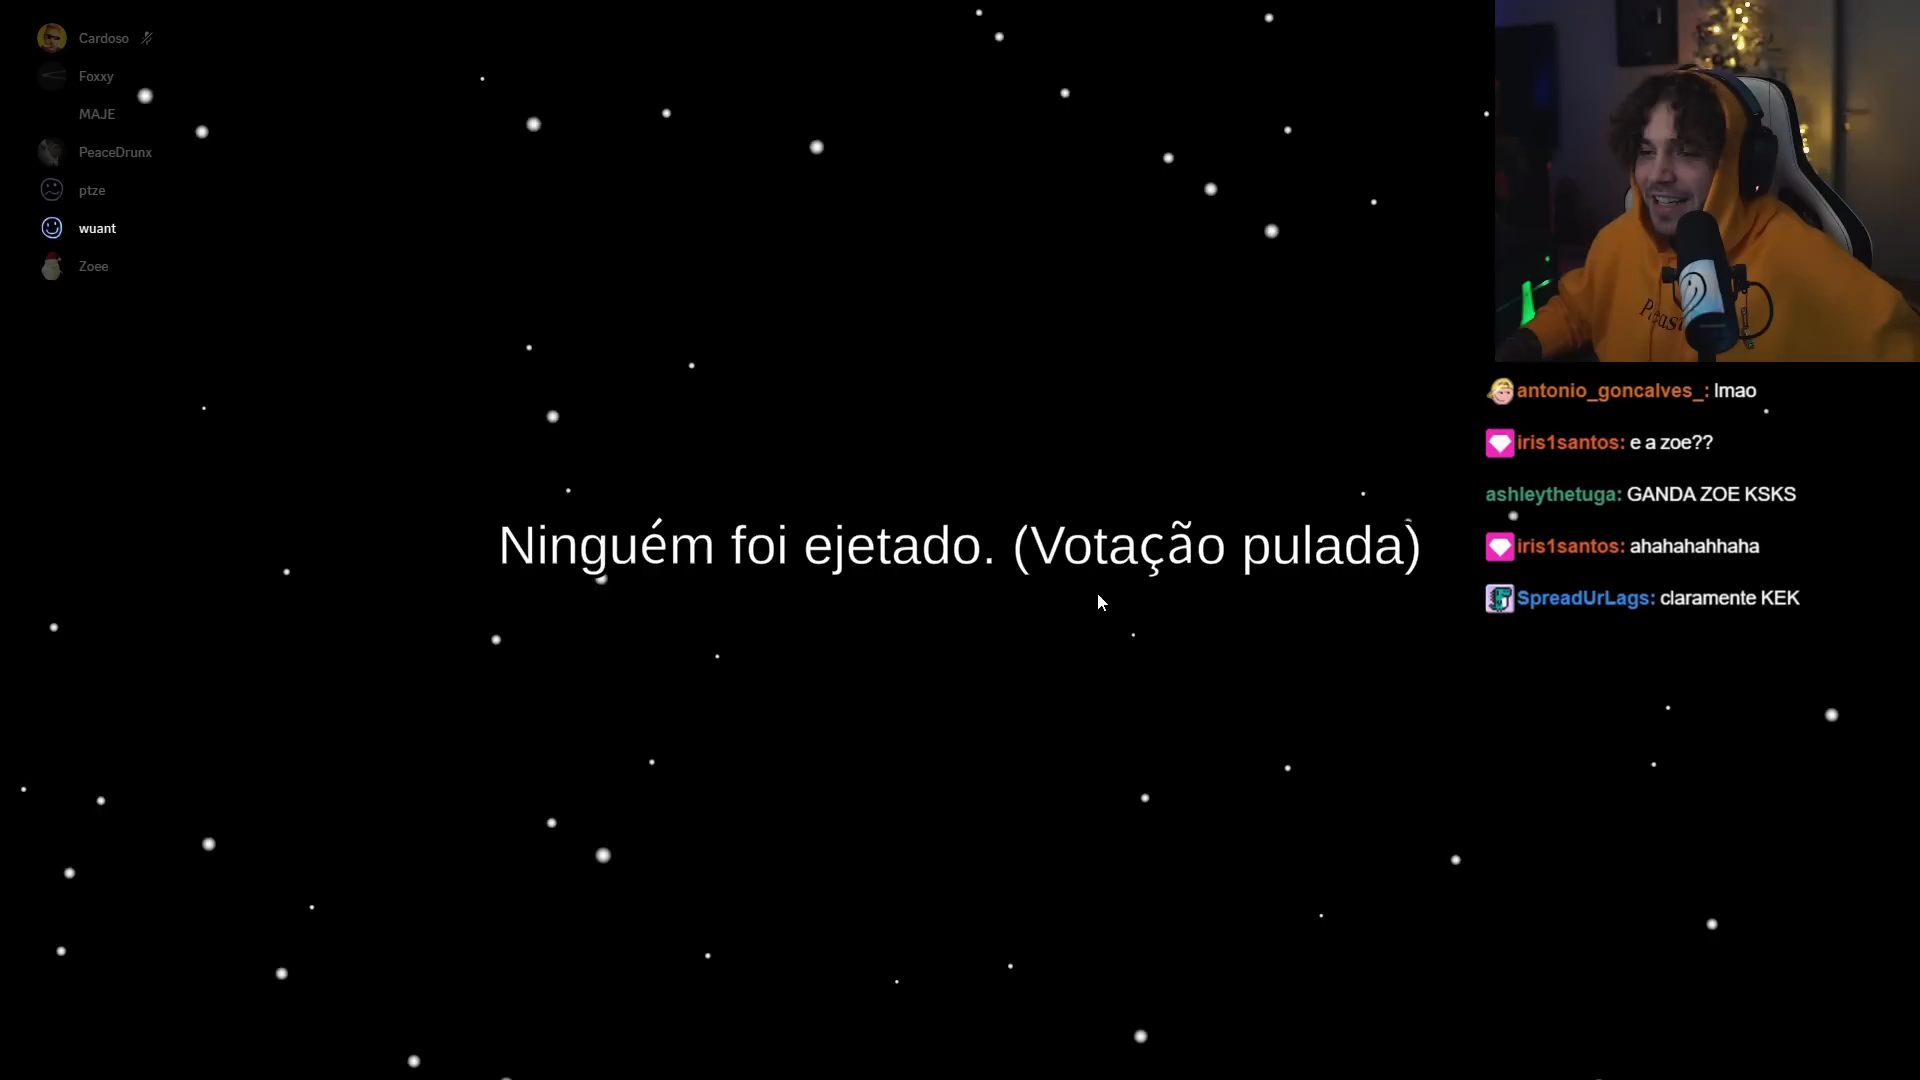 Cardoso
Foxxy
MAJE
PeaceDrunx
ptze
wuant
Zoee
Ninguém foi ejetado. (Votação pulada)
antonio_goncalves_: lmao
iris1santos: e a zoe??
ashleythetuga: GANDA ZOE KSKS
iris1santos: ahahahahhaha
SpreadUrLags: claramente KEK